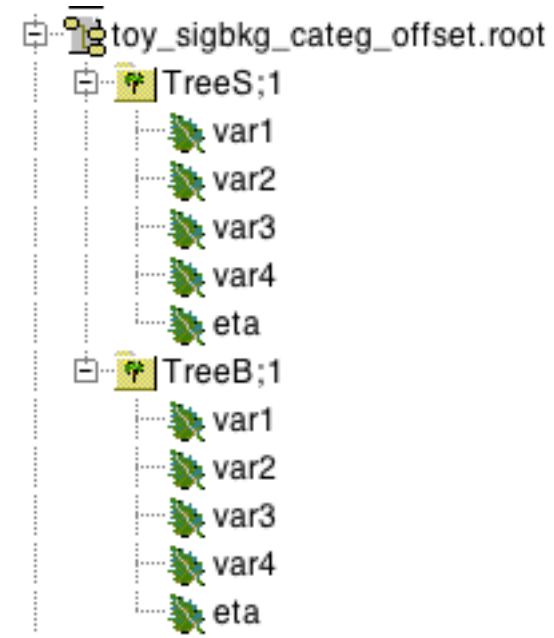 toy_sigbkg_categ_offset.root
TreeS;1
var1
var2
var3
var4
eta
TreeB;1
var1
var2
var3
var4
eta